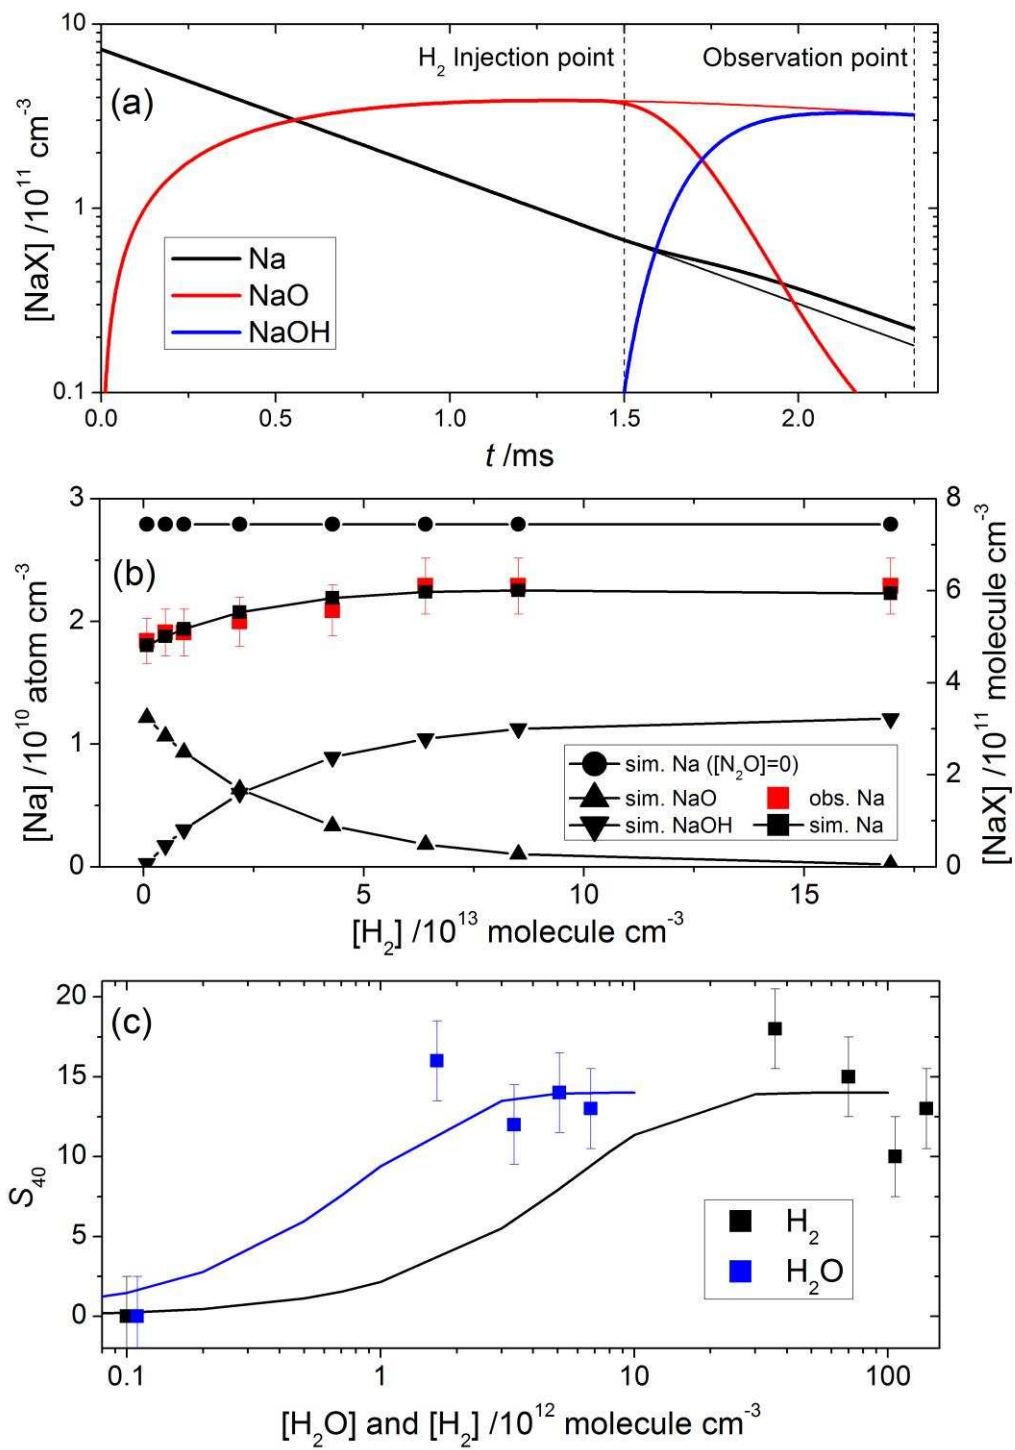 10
(a)
H2 Injection point
Observation point
1
0.1
[NaX] /10^11 cm^-3
Na
NaO
NaOH
0.0 0.5 1.0 1.5 2.0
t /ms
3 2 1 0
8 6 4 2 0
(b)
[Na] /10^10 atom cm^-3
[NaX] /10^11 molecule cm^-3
sim. Na ([N2O]=0)
sim. NaO obs. Na
sim. NaOH sim. Na
0 5 10 15
[H2] /10^13 molecule cm^-3
20 15 10 5 0
(c)
S40
H2
H2O
0.1 1 10 100
[H2O] and [H2] /10^12 molecule cm^-3